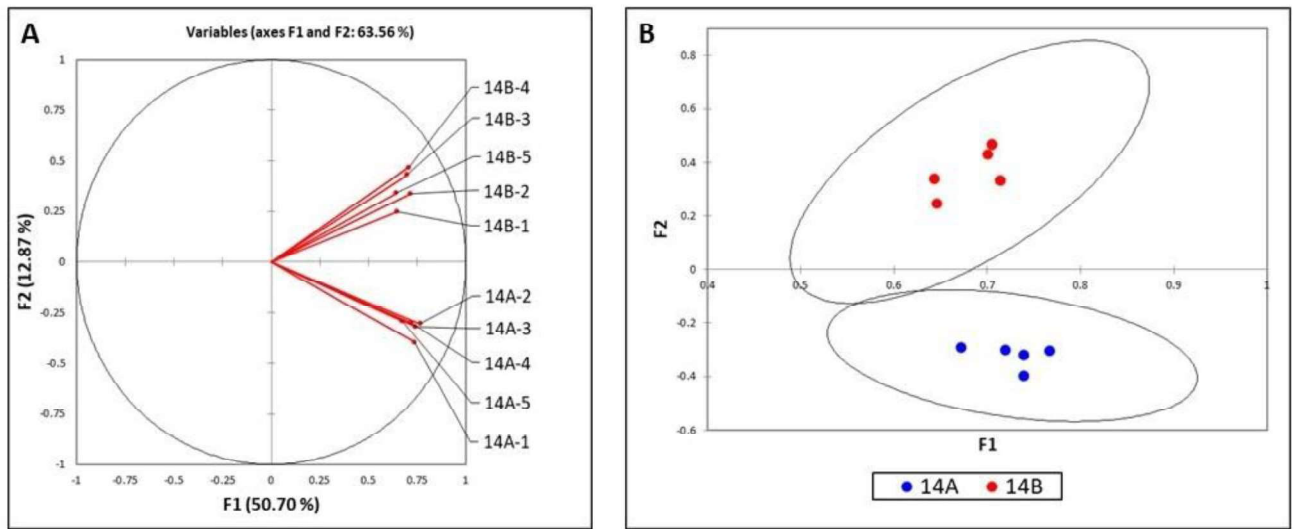 A
Variables (axes F1 and F2: 63.56 %)
1
0.75
0.5
0.25
0
-0.25
-0.5
-0.75
-1
F2 (12.87 %)
-1
-0.75
-0.5
-0.25
0
0.25
0.5
0.75
1
F1 (50.70 %)
14B-4
14B-3
14B-5
14B-2
14B-1
14A-2
14A-3
14A-4
14A-5
14A-1
B
0.8
0.6
0.4
0.2
0
-0.2
-0.4
-0.6
F2
0.4
0.5
0.6
0.7
0.8
0.9
1
F1
14A
14B